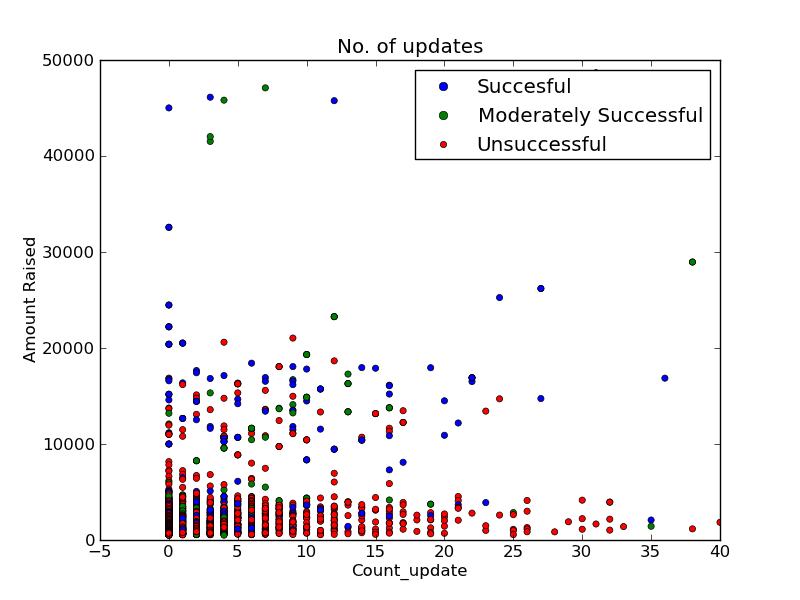 No. of updates
50000
40000
30000
20000
10000
0
Amount Raised
Succesful
Moderately Successful
Unsuccessful
−5
0
5
10
15
20
25
30
35
40
Count_update